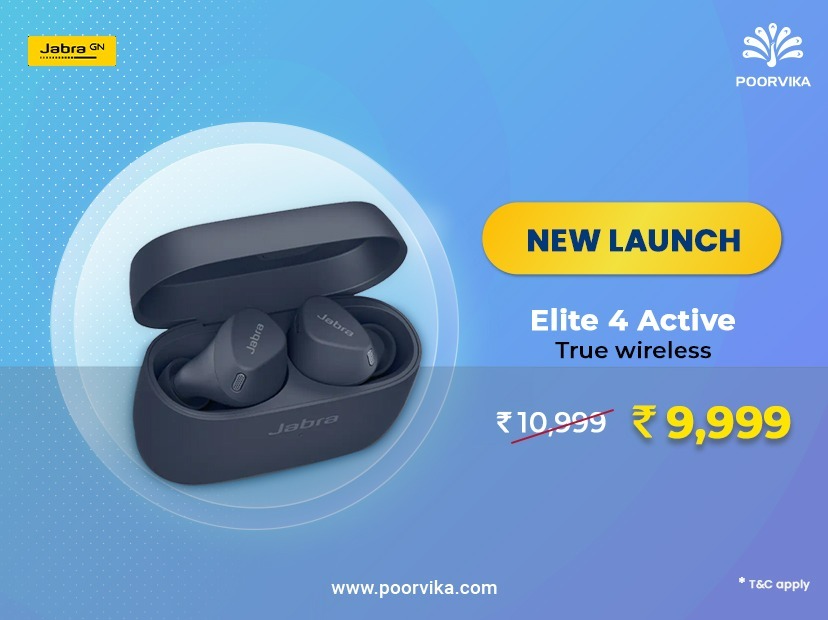 Jabra GN
POORVIKA
NEW LAUNCH
Elite 4 Active
True wireless
₹ 10,999 ₹ 9,999
Jabra
Jabra
Jabra
www.poorvika.com
* T&C apply